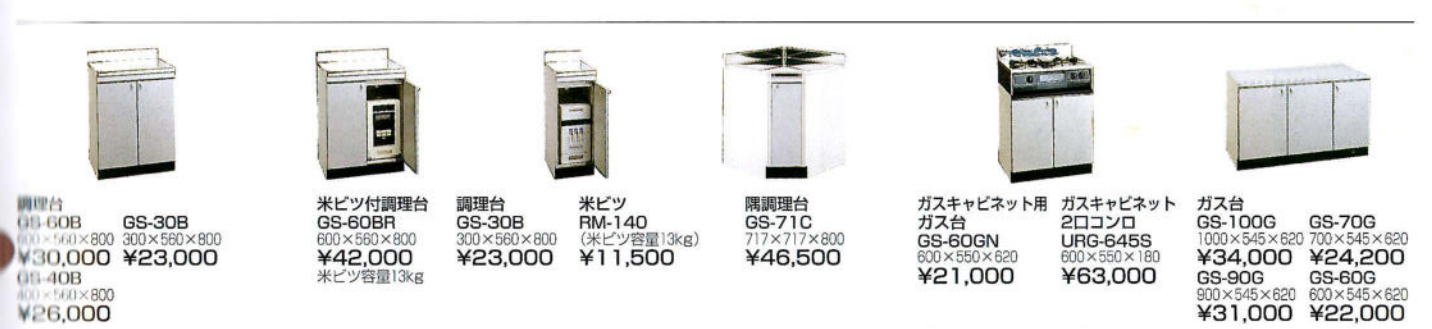 調理台
GS-60B GS-30B
600×560×800 300×560×800
¥30,000 ¥23,000
GS-40B
400×560×800
¥26,000
米ビツ付調理台
GS-60BR
600×560×800
¥42,000
米ビツ容量13kg
調理台
GS-30B
300×560×800
¥23,000
米ビツ
RM-140
(米ビツ容量13kg)
¥11,500
隅調理台
GS-71C
717×717×800
¥46,500
ガスキャビネット用
ガス台
GS-60GN
600×550×620
¥21,000
ガスキャビネット
2口コンロ
URG-645S
600×550×180
¥63,000
ガス台
GS-100G GS-70G
1000×545×620 700×545×620
¥34,000 ¥24,200
GS-90G GS-60G
900×545×620 600×545×620
¥31,000 ¥22,000